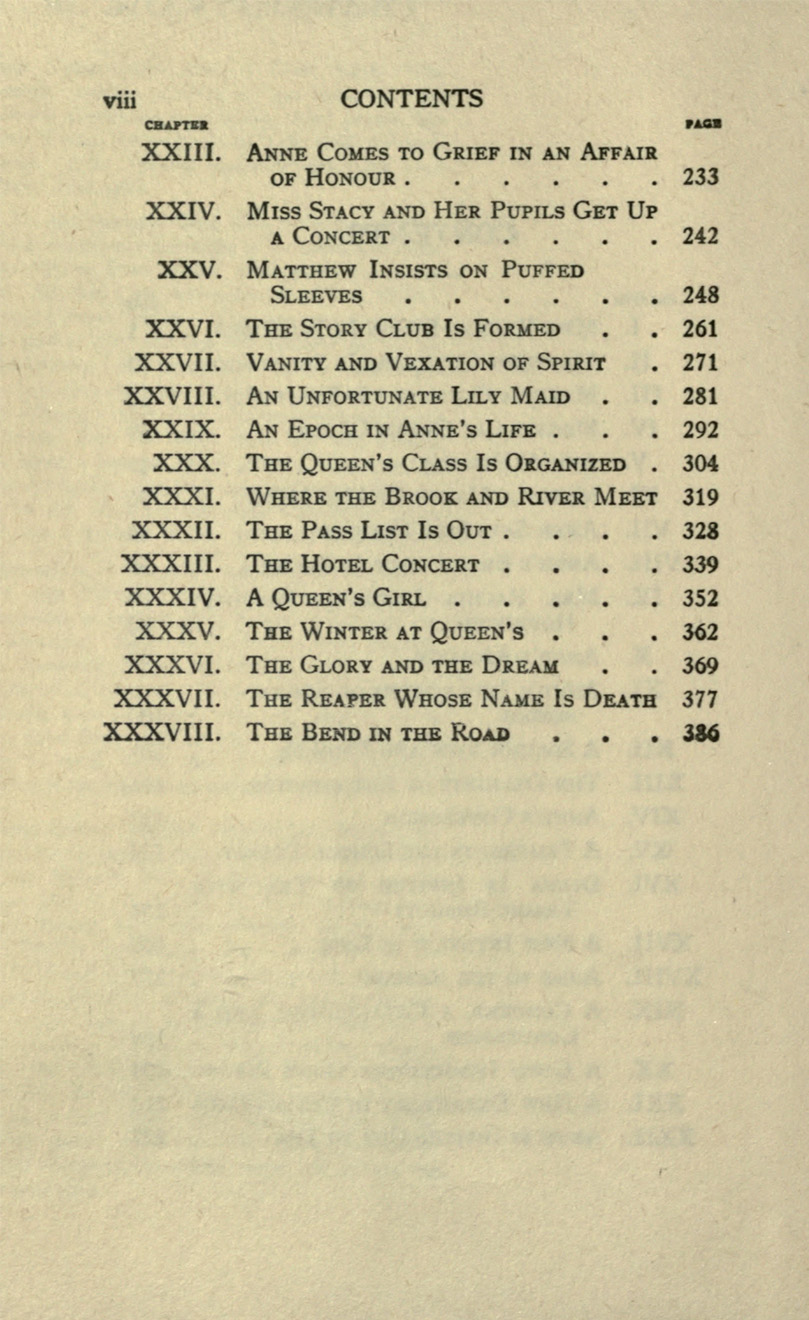 viii CONTENTS
CHAPTER PAGE
XXIII. ANNE COMES TO GRIEF IN AN AFFAIR
OF HONOUR . . . . . . 233
XXIV. MISS STACY AND HER PUPILS GET UP
A CONCERT . . . . . . 242
XXV. MATTHEW INSISTS ON PUFFED
SLEEVES . . . . . . 248
XXVI. THE STORY CLUB IS FORMED . . 261
XXVII. VANITY AND VEXATION OF SPIRIT . 271
XXVIII. AN UNFORTUNATE LILY MAID . . 281
XXIX. AN EPOCH IN ANNE'S LIFE . . . 292
XXX. THE QUEEN'S CLASS IS ORGANIZED . 304
XXXI. WHERE THE BROOK AND RIVER MEET 319
XXXII. THE PASS LIST IS OUT . . . . 328
XXXIII. THE HOTEL CONCERT . . . . 339
XXXIV. A QUEEN'S GIRL . . . . . 352
XXXV. THE WINTER AT QUEEN'S . . . 362
XXXVI. THE GLORY AND THE DREAM . . 369
XXXVII. THE REAPER WHOSE NAME IS DEATH 377
XXXVIII. THE BEND IN THE ROAD . . . 386